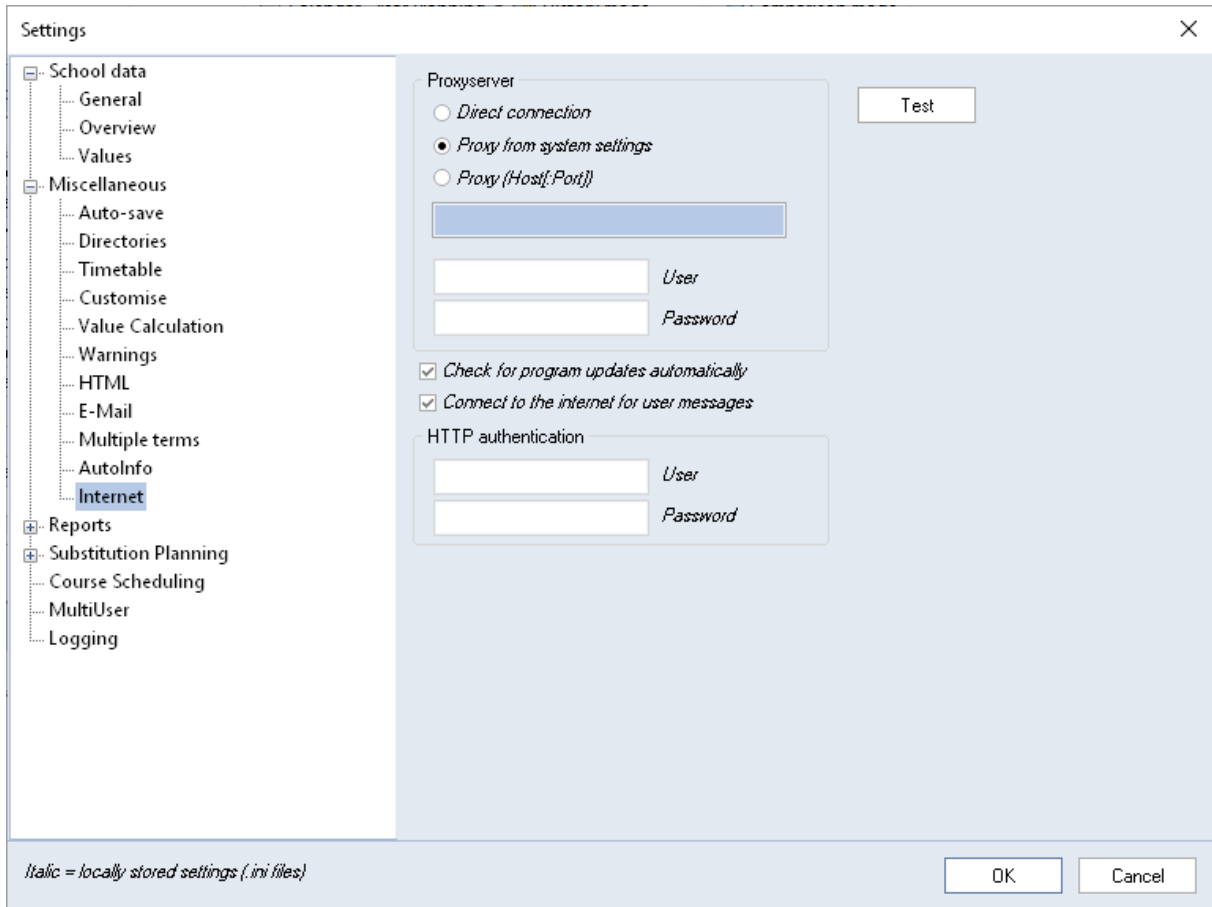 Settings
School data
General
Overview
Values
Miscellaneous
Auto-save
Directories
Timetable
Customise
Value Calculation
Warnings
HTML
E-Mail
Multiple terms
AutoInfo
Internet
Reports
Substitution Planning
Course Scheduling
MultiUser
Logging
Proxyserver
Direct connection
Proxy from system settings
Proxy (Host[:Port])
User
Password
Check for program updates automatically
Connect to the internet for user messages
HTTP authentication
User
Password
Test
Italic = locally stored settings (.ini files)
OK
Cancel